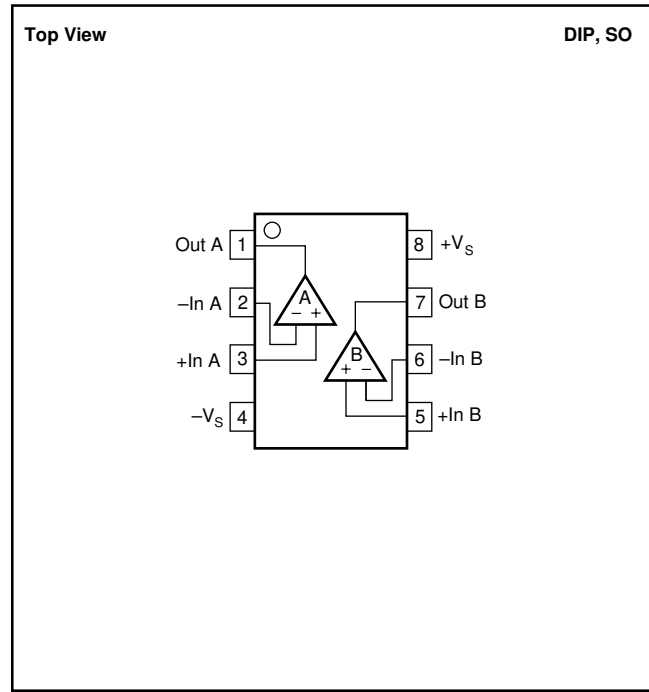 Top View DIP, SO
Out A 1 8 +VS
–In A 2 A 7 Out B
– +
+In A 3 B 6 –In B
+ –
–VS 4 5 +In B